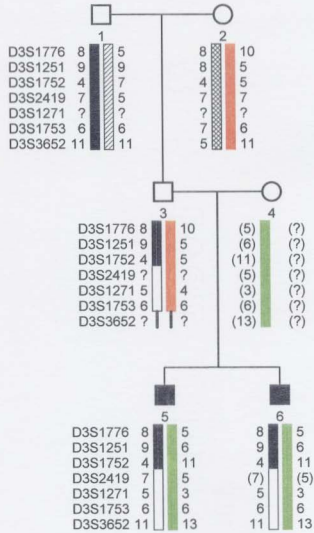 1 2
D3S1776 8 5 8 10
D3S1251 9 9 8 5
D3S1752 4 7 4 5
D3S2419 7 5 7 7
D3S1271 ? ? ? ?
D3S1753 6 6 7 6
D3S3652 11 11 5 11
3 4
D3S1776 8 10 (5) (?)
D3S1251 9 5 (6) (?)
D3S1752 4 5 (11) (?)
D3S2419 ? ? (5) (?)
D3S1271 5 4 (3) (?)
D3S1753 6 6 (6) (?)
D3S3652 ? ? (13) (?)
5 6
D3S1776 8 5 8 5
D3S1251 9 6 9 6
D3S1752 4 11 4 11
D3S2419 7 5 (7) (5)
D3S1271 5 3 5 3
D3S1753 6 6 6 6
D3S3652 11 13 11 13